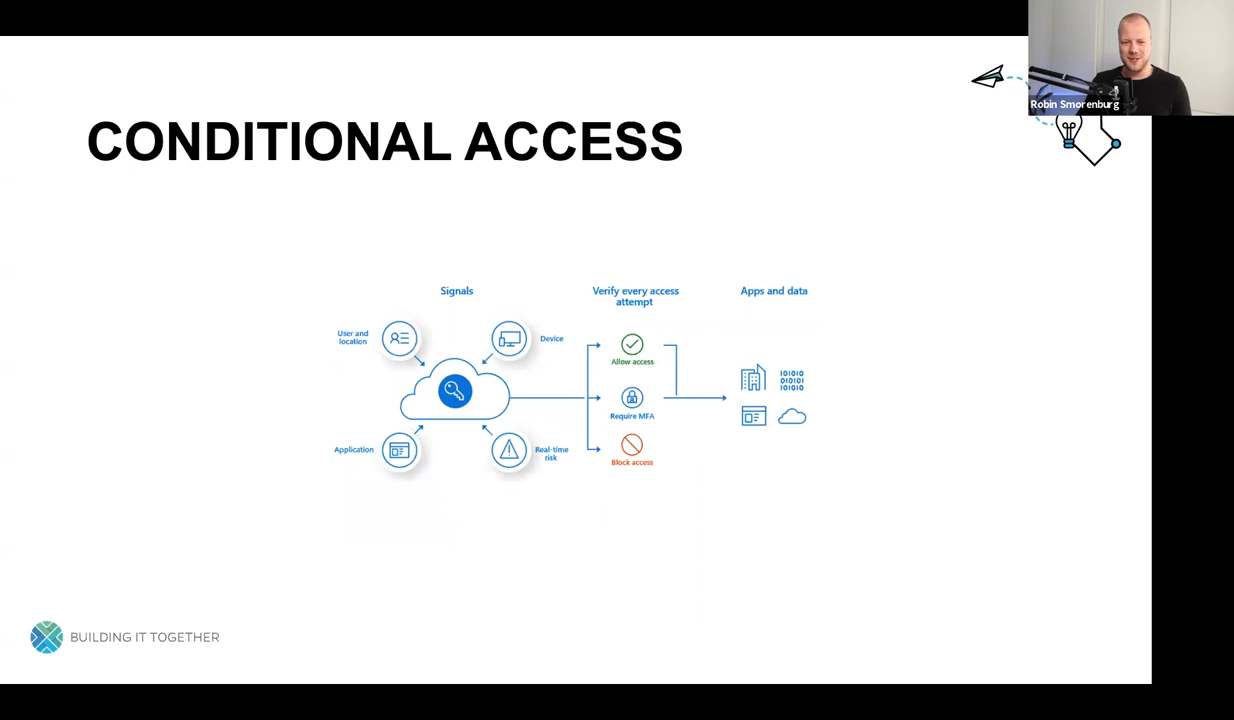 Robin Smorenburg
CONDITIONAL ACCESS
Signals
Verify every access
attempt
Apps and data
User and
location
Device
Allow access
Require MFA
Application
Real-time
risk
Block access
010101
BUILDING IT TOGETHER